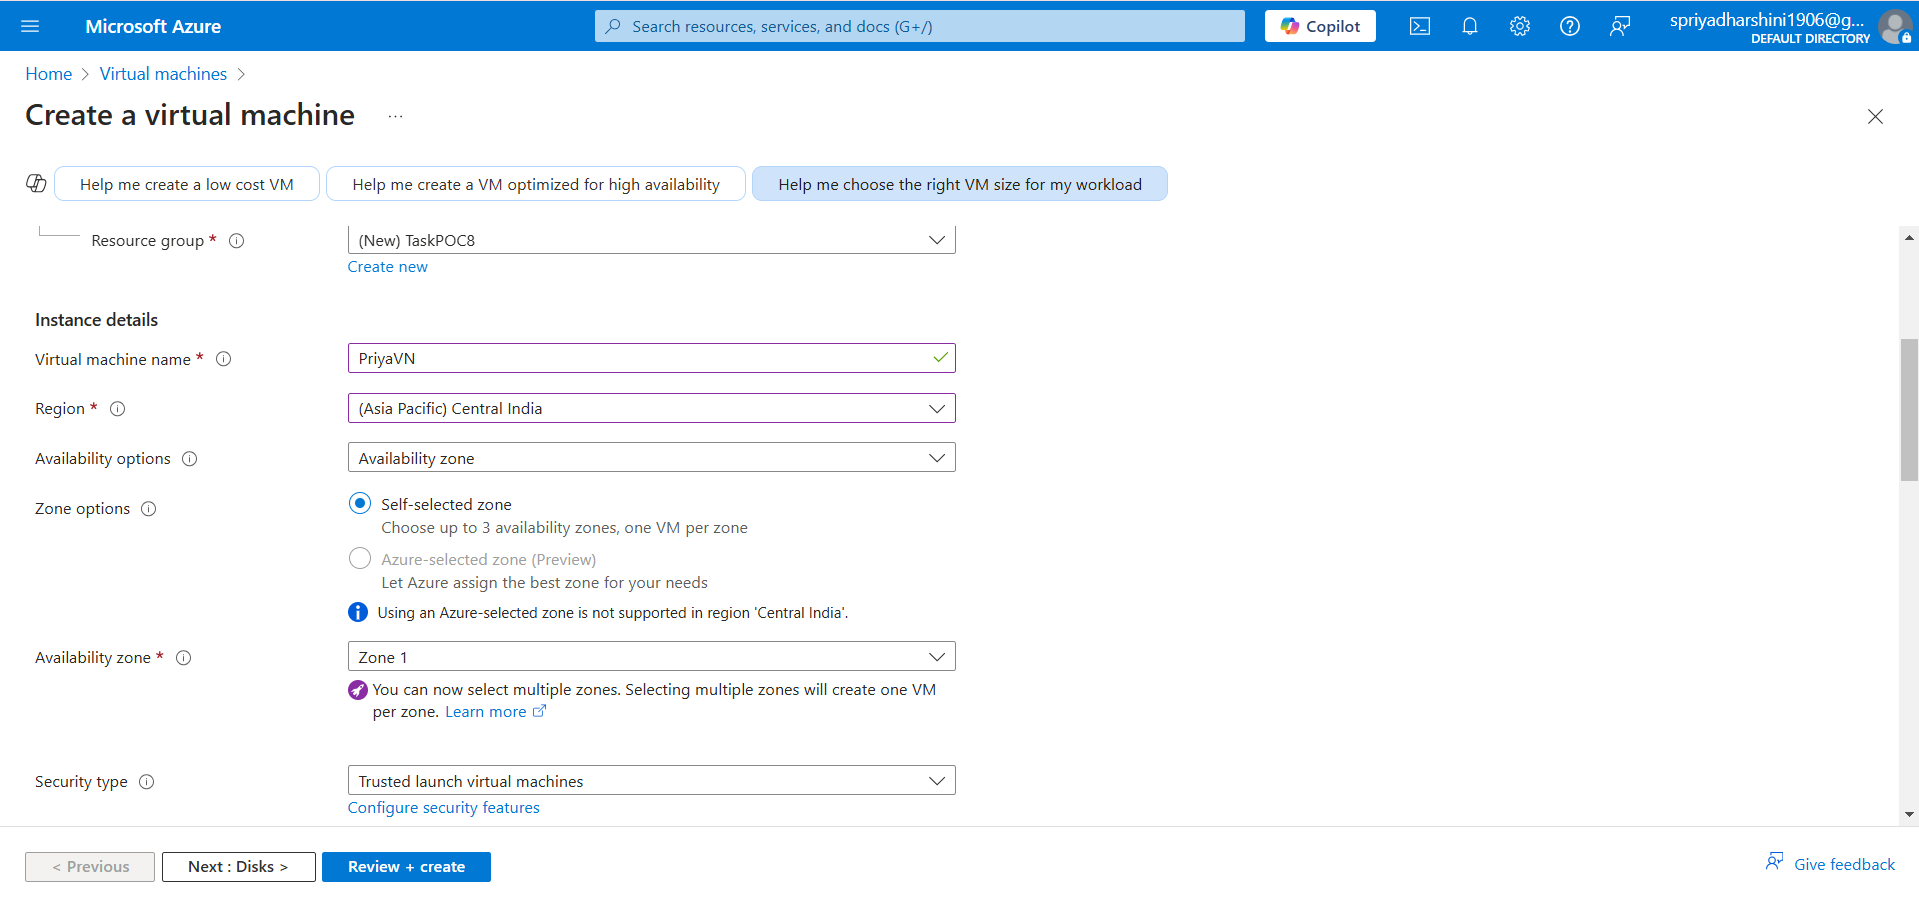 Microsoft Azure
Search resources, services, and docs (G+/)
Copilot
spriyadharshini1906@g...
DEFAULT DIRECTORY
Home > Virtual machines >
Create a virtual machine ...
Help me create a low cost VM
Help me create a VM optimized for high availability
Help me choose the right VM size for my workload
Resource group *
(New) TaskPOC8
Create new
Instance details
Virtual machine name *
PriyaVN
Region *
(Asia Pacific) Central India
Availability options
Availability zone
Zone options
Self-selected zone
Choose up to 3 availability zones, one VM per zone
Azure-selected zone (Preview)
Let Azure assign the best zone for your needs
Using an Azure-selected zone is not supported in region 'Central India'.
Availability zone *
Zone 1
You can now select multiple zones. Selecting multiple zones will create one VM
per zone. Learn more
Security type
Trusted launch virtual machines
Configure security features
< Previous
Next : Disks >
Review + create
Give feedback